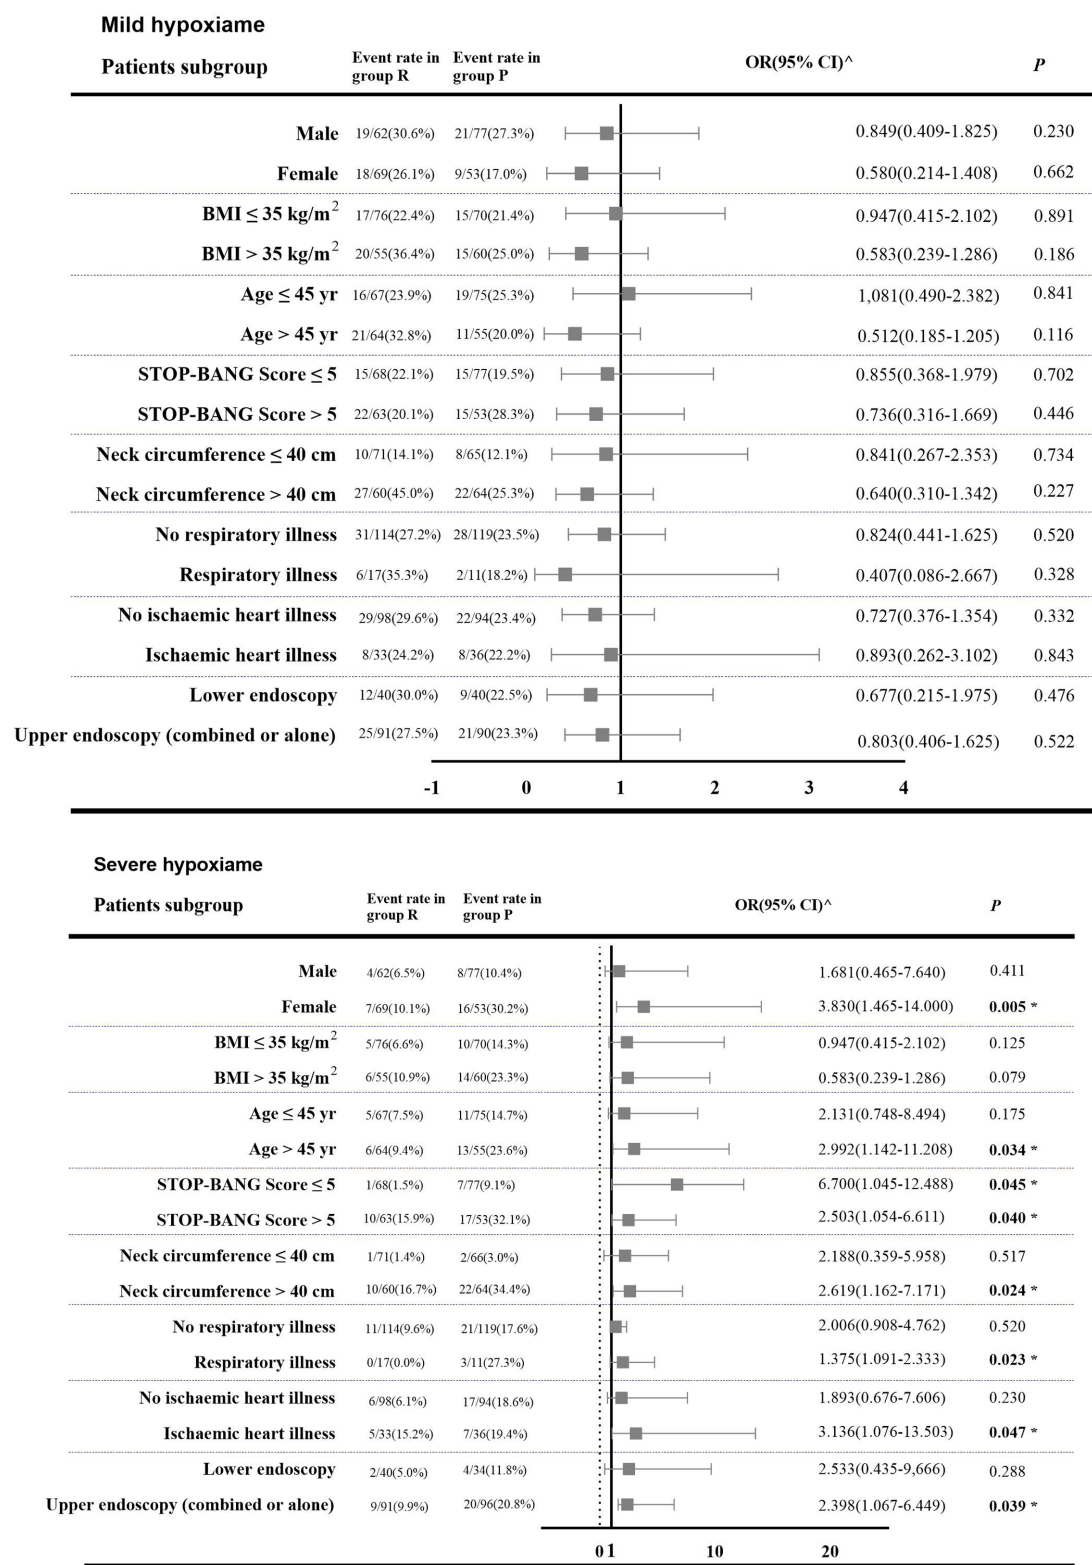 Mild hypoxiame
Patients subgroup Event rate in group R Event rate in group P OR(95% CI)^ P
Male 19/62(30.6%) 21/77(27.3%) 0.849(0.409-1.825) 0.230
Female 18/69(26.1%) 9/53(17.0%) 0.580(0.214-1.408) 0.662
BMI ≤ 35 kg/m² 17/76(22.4%) 15/70(21.4%) 0.947(0.415-2.102) 0.891
BMI > 35 kg/m² 20/55(36.4%) 15/60(25.0%) 0.583(0.239-1.286) 0.186
Age ≤ 45 yr 16/67(23.9%) 19/75(25.3%) 1,081(0.490-2.382) 0.841
Age > 45 yr 21/64(32.8%) 11/55(20.0%) 0.512(0.185-1.205) 0.116
STOP-BANG Score ≤ 5 15/68(22.1%) 15/77(19.5%) 0.855(0.368-1.979) 0.702
STOP-BANG Score > 5 22/63(20.1%) 15/53(28.3%) 0.736(0.316-1.669) 0.446
Neck circumference ≤ 40 cm 10/71(14.1%) 8/65(12.1%) 0.841(0.267-2.353) 0.734
Neck circumference > 40 cm 27/60(45.0%) 22/64(25.3%) 0.640(0.310-1.342) 0.227
No respiratory illness 31/114(27.2%) 28/119(23.5%) 0.824(0.441-1.625) 0.520
Respiratory illness 6/17(35.3%) 2/11(18.2%) 0.407(0.086-2.667) 0.328
No ischaemic heart illness 29/98(29.6%) 22/94(23.4%) 0.727(0.376-1.354) 0.332
Ischaemic heart illness 8/33(24.2%) 8/36(22.2%) 0.893(0.262-3.102) 0.843
Lower endoscopy 12/40(30.0%) 9/40(22.5%) 0.677(0.215-1.975) 0.476
Upper endoscopy (combined or alone) 25/91(27.5%) 21/90(23.3%) 0.803(0.406-1.625) 0.522
-1 0 1 2 3 4
Severe hypoxiame
Patients subgroup Event rate in group R Event rate in group P OR(95% CI)^ P
Male 4/62(6.5%) 8/77(10.4%) 1.681(0.465-7.640) 0.411
Female 7/69(10.1%) 16/53(30.2%) 3.830(1.465-14.000) 0.005 *
BMI ≤ 35 kg/m² 5/76(6.6%) 10/70(14.3%) 0.947(0.415-2.102) 0.125
BMI > 35 kg/m² 6/55(10.9%) 14/60(23.3%) 0.583(0.239-1.286) 0.079
Age ≤ 45 yr 5/67(7.5%) 11/75(14.7%) 2.131(0.748-8.494) 0.175
Age > 45 yr 6/64(9.4%) 13/55(23.6%) 2.992(1.142-11.208) 0.034 *
STOP-BANG Score ≤ 5 1/68(1.5%) 7/77(9.1%) 6.700(1.045-12.488) 0.045 *
STOP-BANG Score > 5 10/63(15.9%) 17/53(32.1%) 2.503(1.054-6.611) 0.040 *
Neck circumference ≤ 40 cm 1/71(1.4%) 2/66(3.0%) 2.188(0.359-5.958) 0.517
Neck circumference > 40 cm 10/60(16.7%) 22/64(34.4%) 2.619(1.162-7.171) 0.024 *
No respiratory illness 11/114(9.6%) 21/119(17.6%) 2.006(0.908-4.762) 0.520
Respiratory illness 0/17(0.0%) 3/11(27.3%) 1.375(1.091-2.333) 0.023 *
No ischaemic heart illness 6/98(6.1%) 17/94(18.6%) 1.893(0.676-7.606) 0.230
Ischaemic heart illness 5/33(15.2%) 7/36(19.4%) 3.136(1.076-13.503) 0.047 *
Lower endoscopy 2/40(5.0%) 4/34(11.8%) 2.533(0.435-9,666) 0.288
Upper endoscopy (combined or alone) 9/91(9.9%) 20/96(20.8%) 2.398(1.067-6.449) 0.039 *
0 1 10 20